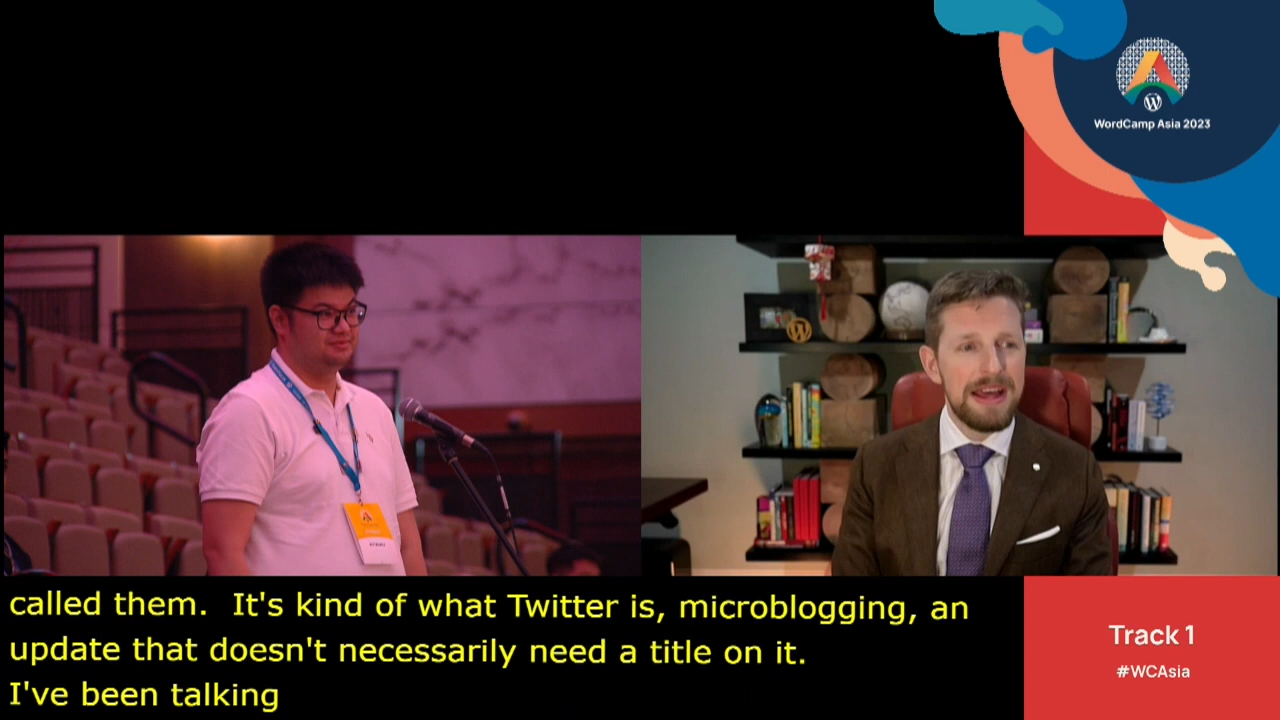 WordCamp Asia 2023
called them.  It's kind of what Twitter is, microblogging, an
update that doesn't necessarily need a title on it.
I've been talking
Track 1
#WCAsia